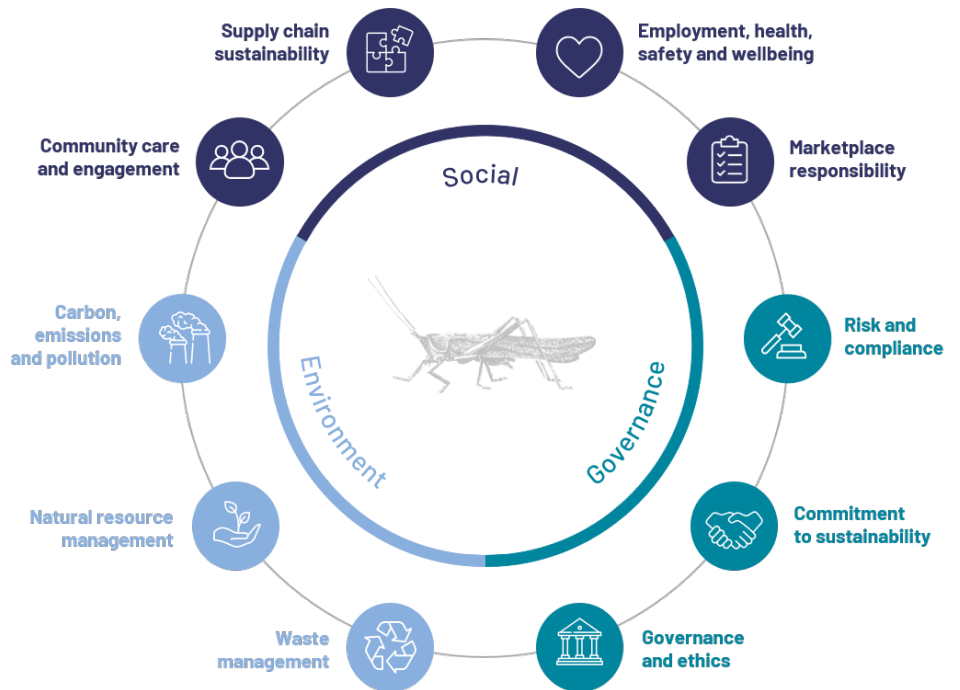 Supply chain
sustainability
Employment, health,
safety and wellbeing
Community care
and engagement
Marketplace
responsibility
Social
Carbon,
emissions
and pollution
Risk and
compliance
Environment
Governance
Natural resource
management
Commitment
to sustainability
Waste
management
Governance
and ethics